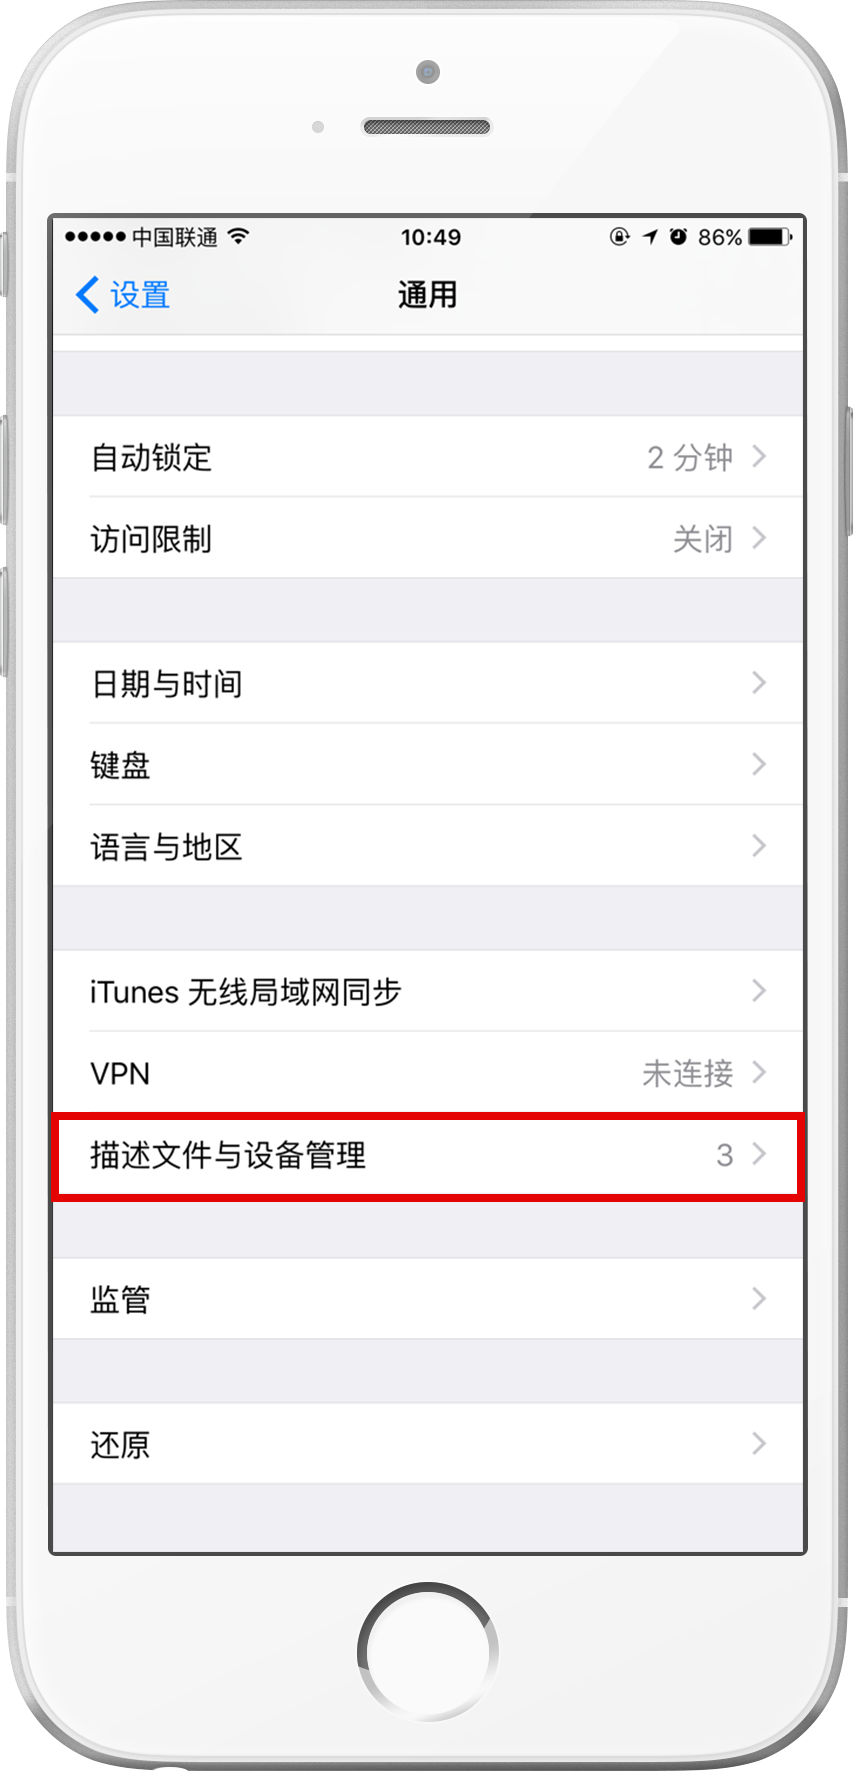 中国联通 10:49 86%
设置 通用
自动锁定 2 分钟
访问限制 关闭
日期与时间
键盘
语言与地区
iTunes 无线局域网同步
VPN 未连接
描述文件与设备管理 3
监管
还原